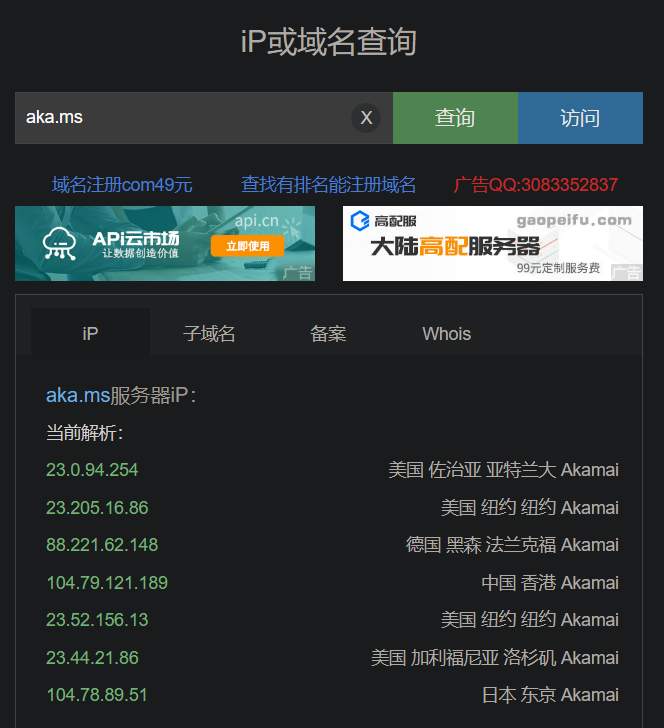 iP或域名查询
aka.ms X 查询 访问
域名注册com49元 查找有排名能注册域名 广告QQ:3083352837
api.cn
APi云市场
让数据创造价值
立即使用
广告
高配服 gaopeifu.com
大陆高配服务器
99元定制服务费 广告
iP 子域名 备案 Whois
aka.ms服务器iP：
当前解析：
23.0.94.254 美国 佐治亚 亚特兰大 Akamai
23.205.16.86 美国 纽约 纽约 Akamai
88.221.62.148 德国 黑森 法兰克福 Akamai
104.79.121.189 中国 香港 Akamai
23.52.156.13 美国 纽约 纽约 Akamai
23.44.21.86 美国 加利福尼亚 洛杉矶 Akamai
104.78.89.51 日本 东京 Akamai